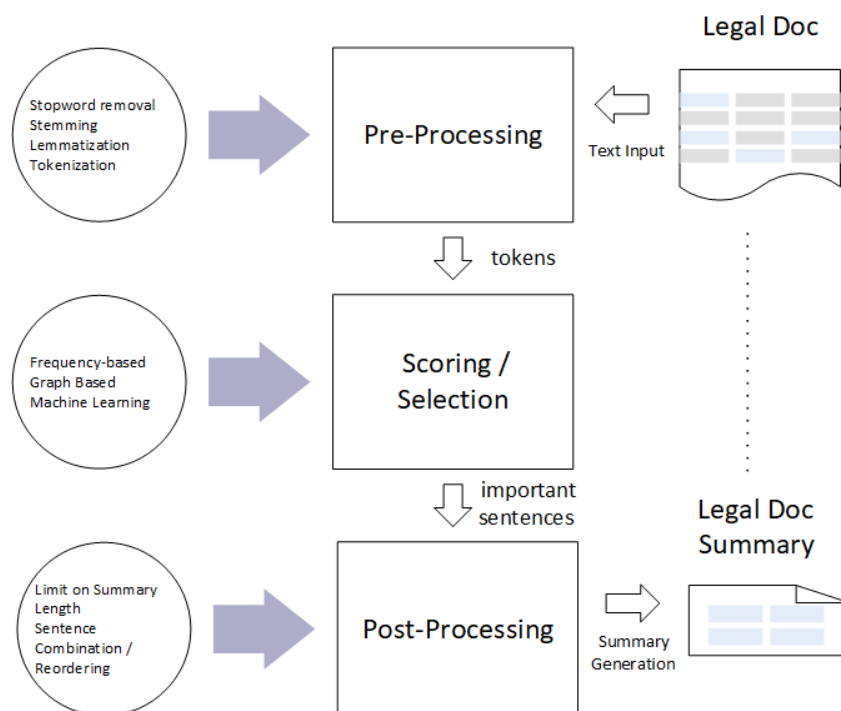 Legal Doc
Stopword removal
Stemming
Lemmatization
Tokenization
Pre-Processing
Text Input
tokens
Frequency-based
Graph Based
Machine Learning
Scoring /
Selection
important
sentences
Legal Doc
Summary
Limit on Summary
Length
Sentence
Combination /
Reordering
Post-Processing
Summary
Generation